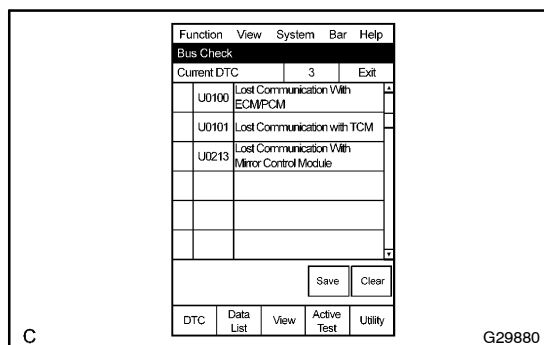 Function View System Bar Help
Bus Check
Current DTC 3 Exit
U0100 Lost Communication With
ECM/PCM
U0101 Lost Communication with TCM
U0213 Lost Communication With
Mirror Control Module
Save Clear
DTC Data List View Active Test Utility
C G29880